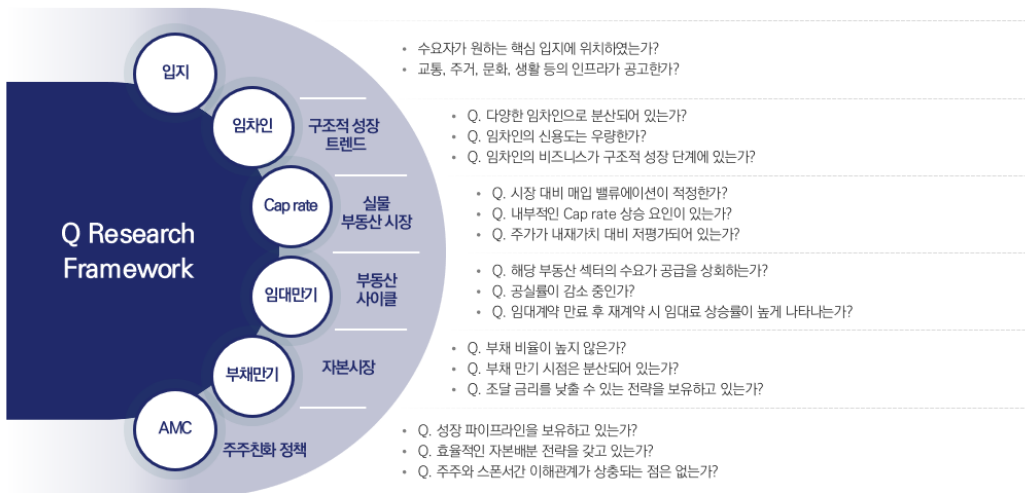 Q Research
Framework
입지
• 수요자가 원하는 핵심 입지에 위치하였는가?
• 교통, 주거, 문화, 생활 등의 인프라가 공고한가?
임차인
구조적 성장
트렌드
• Q. 다양한 임차인으로 분산되어 있는가?
• Q. 임차인의 신용도는 우량한가?
• Q. 임차인의 비즈니스가 구조적 성장 단계에 있는가?
Cap rate
실물
부동산 시장
• Q. 시장 대비 매입 밸류에이션이 적정한가?
• Q. 내부적인 Cap rate 상승 요인이 있는가?
• Q. 주가가 내재가치 대비 저평가되어 있는가?
임대만기
부동산
사이클
• Q. 해당 부동산 섹터의 수요가 공급을 상회하는가?
• Q. 공실률이 감소 중인가?
• Q. 임대계약 만료 후 재계약 시 임대료 상승률이 높게 나타나는가?
부채만기
자본시장
• Q. 부채 비율이 높지 않은가?
• Q. 부채 만기 시점은 분산되어 있는가?
• Q. 조달 금리를 낮출 수 있는 전략을 보유하고 있는가?
AMC
주주친화 정책
• Q. 성장 파이프라인을 보유하고 있는가?
• Q. 효율적인 자본배분 전략을 갖고 있는가?
• Q. 주주와 스폰서간 이해관계가 상충되는 점은 없는가?